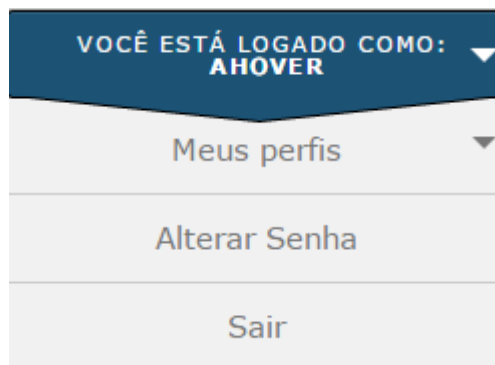 VOCÊ ESTÁ LOGADO COMO:
AHOVER
Meus perfis
Alterar Senha
Sair